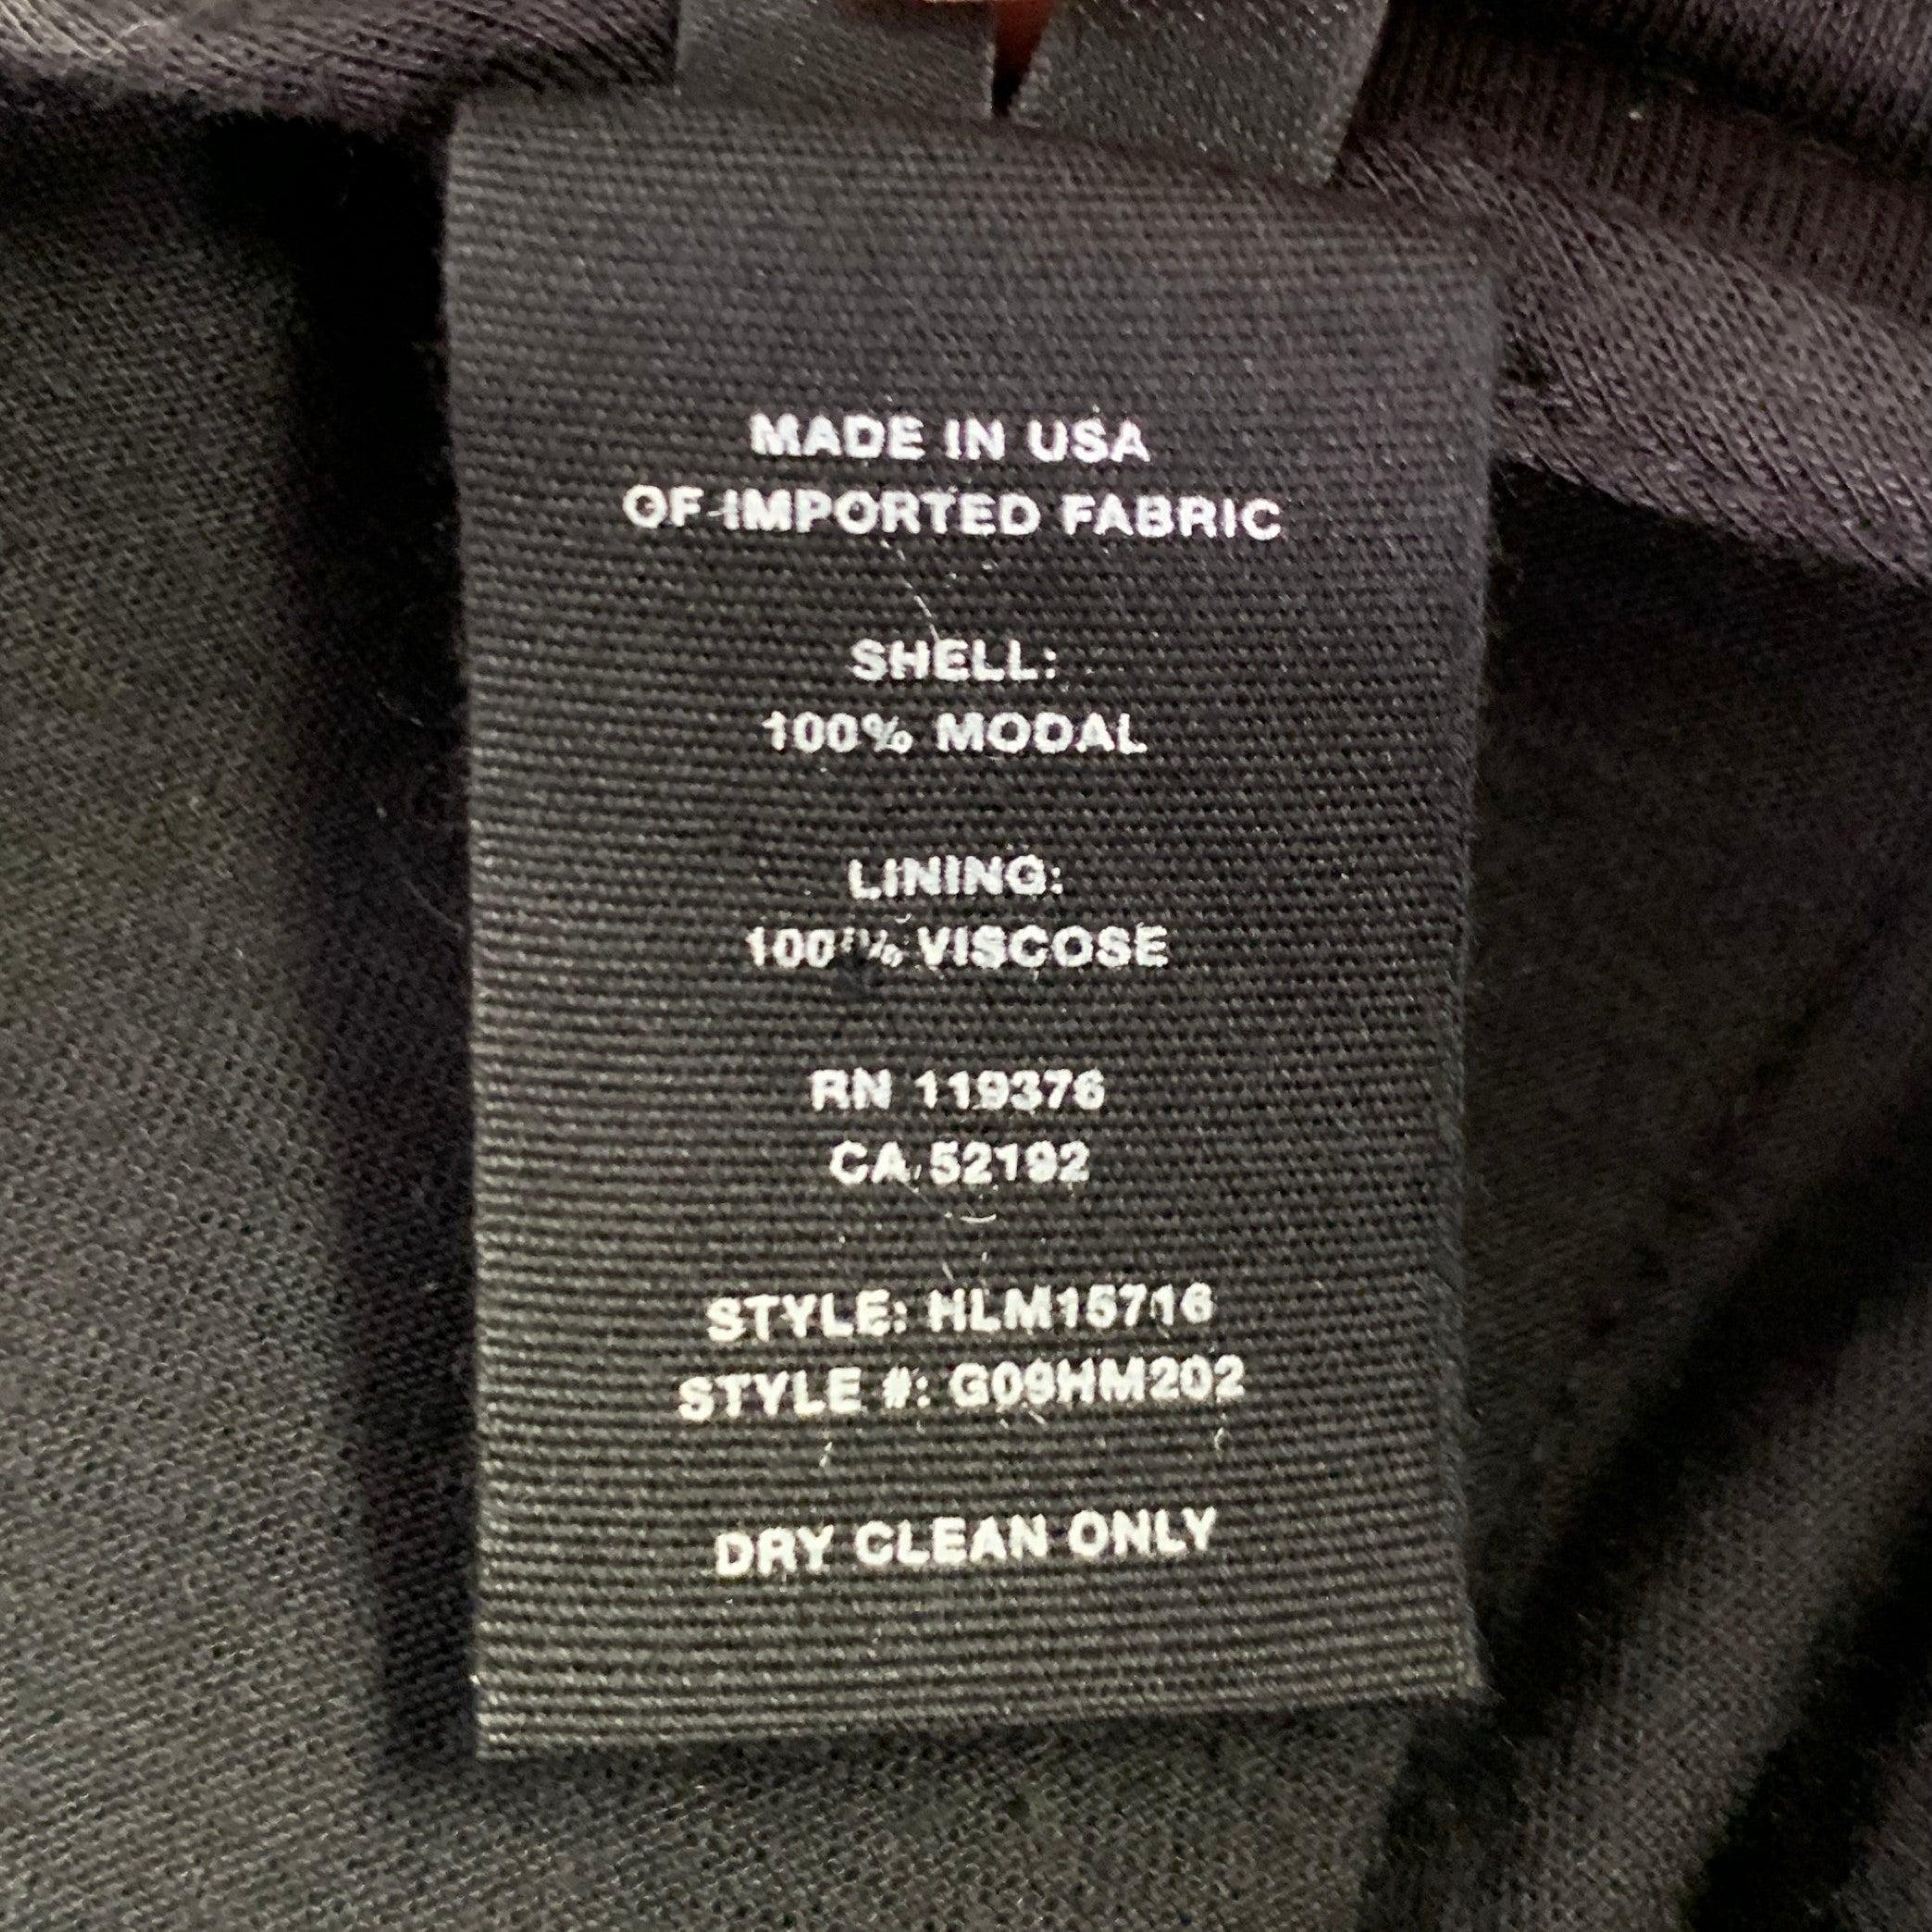 MADE IN USA
OF IMPORTED FABRIC
SHELL:
100% MODAL
LINING:
100% VISCOSE
RN 119376
CA 52192
STYLE: HLM15716
STYLE #: G09HM202
DRY CLEAN ONLY